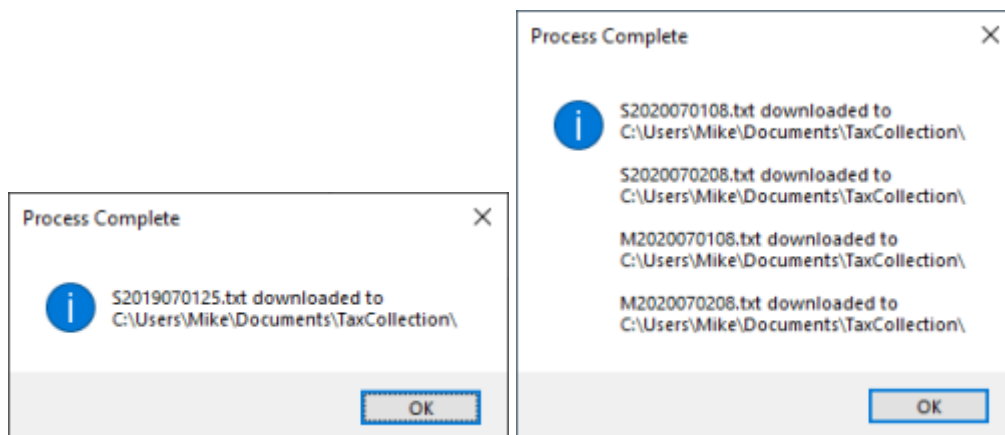 Process Complete
S2019070125.txt downloaded to
C:\Users\Mike\Documents\TaxCollection\
OK
Process Complete
S2020070108.txt downloaded to
C:\Users\Mike\Documents\TaxCollection\
S2020070208.txt downloaded to
C:\Users\Mike\Documents\TaxCollection\
M2020070108.txt downloaded to
C:\Users\Mike\Documents\TaxCollection\
M2020070208.txt downloaded to
C:\Users\Mike\Documents\TaxCollection\
OK